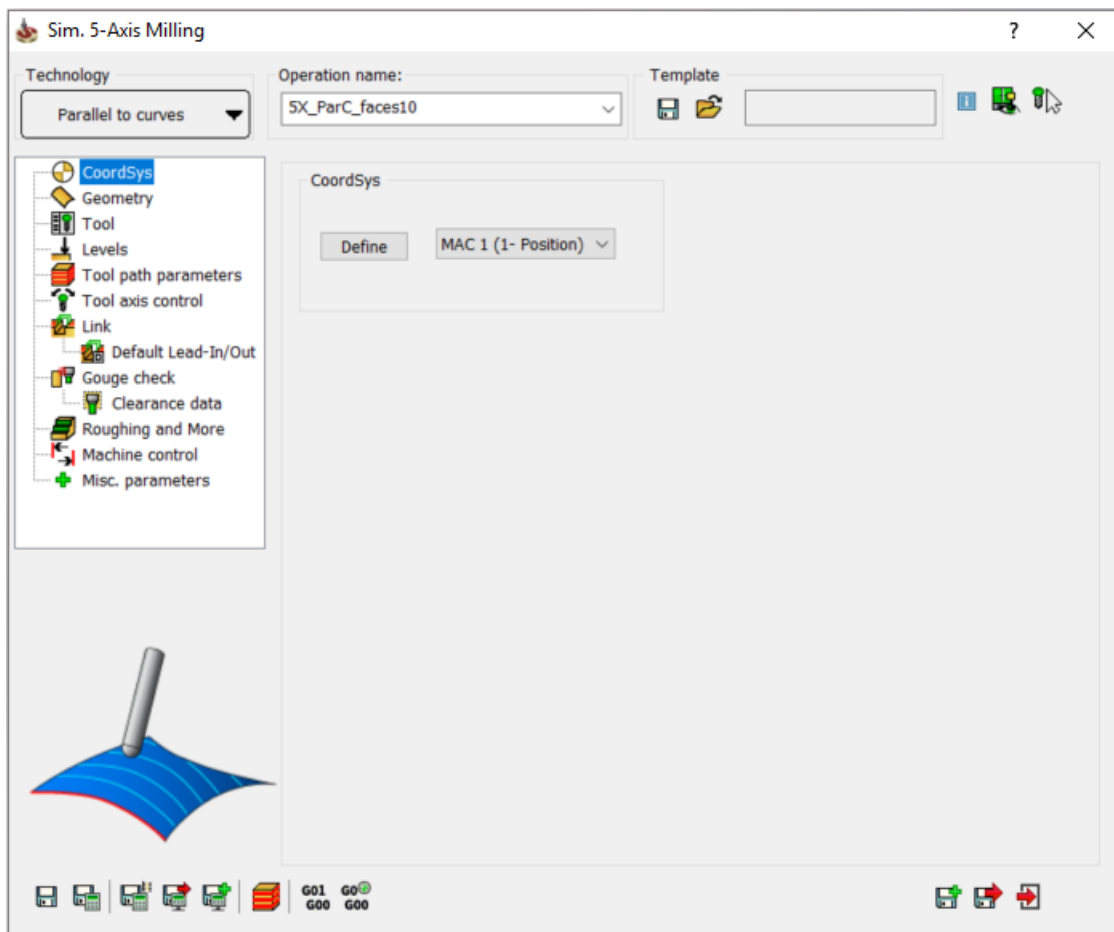 Sim. 5-Axis Milling
?
Technology
Operation name:
Template
Parallel to curves
5X_ParC_faces10
CoordSys
Geometry
Tool
Levels
Tool path parameters
Tool axis control
Link
Default Lead-In/Out
Gouge check
Clearance data
Roughing and More
Machine control
Misc. parameters
CoordSys
Define
MAC 1 (1- Position)
G01
G00
G0
G00